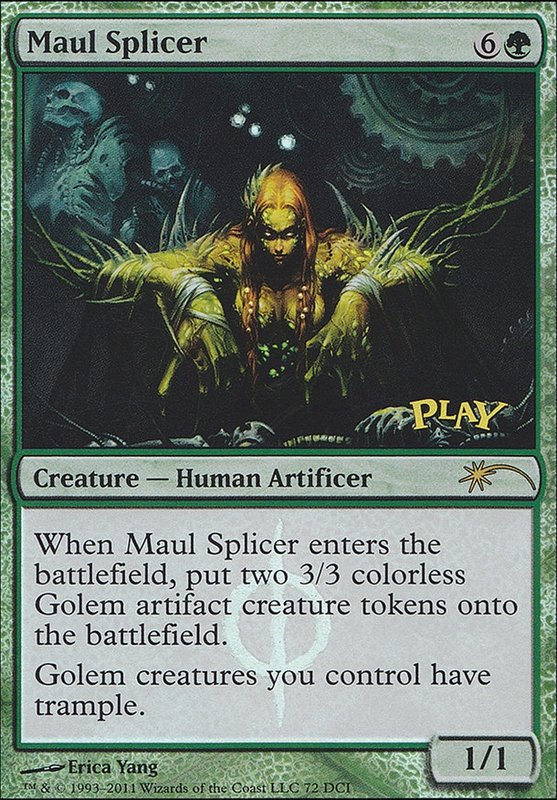 Maul Splicer 6
PLAY
Creature — Human Artificer
When Maul Splicer enters the
battlefield, put two 3/3 colorless
Golem artifact creature tokens onto
the battlefield.
Golem creatures you control have
trample.
1/1
Erica Yang
™ & © 1993–2011 Wizards of the Coast LLC 72 DCI